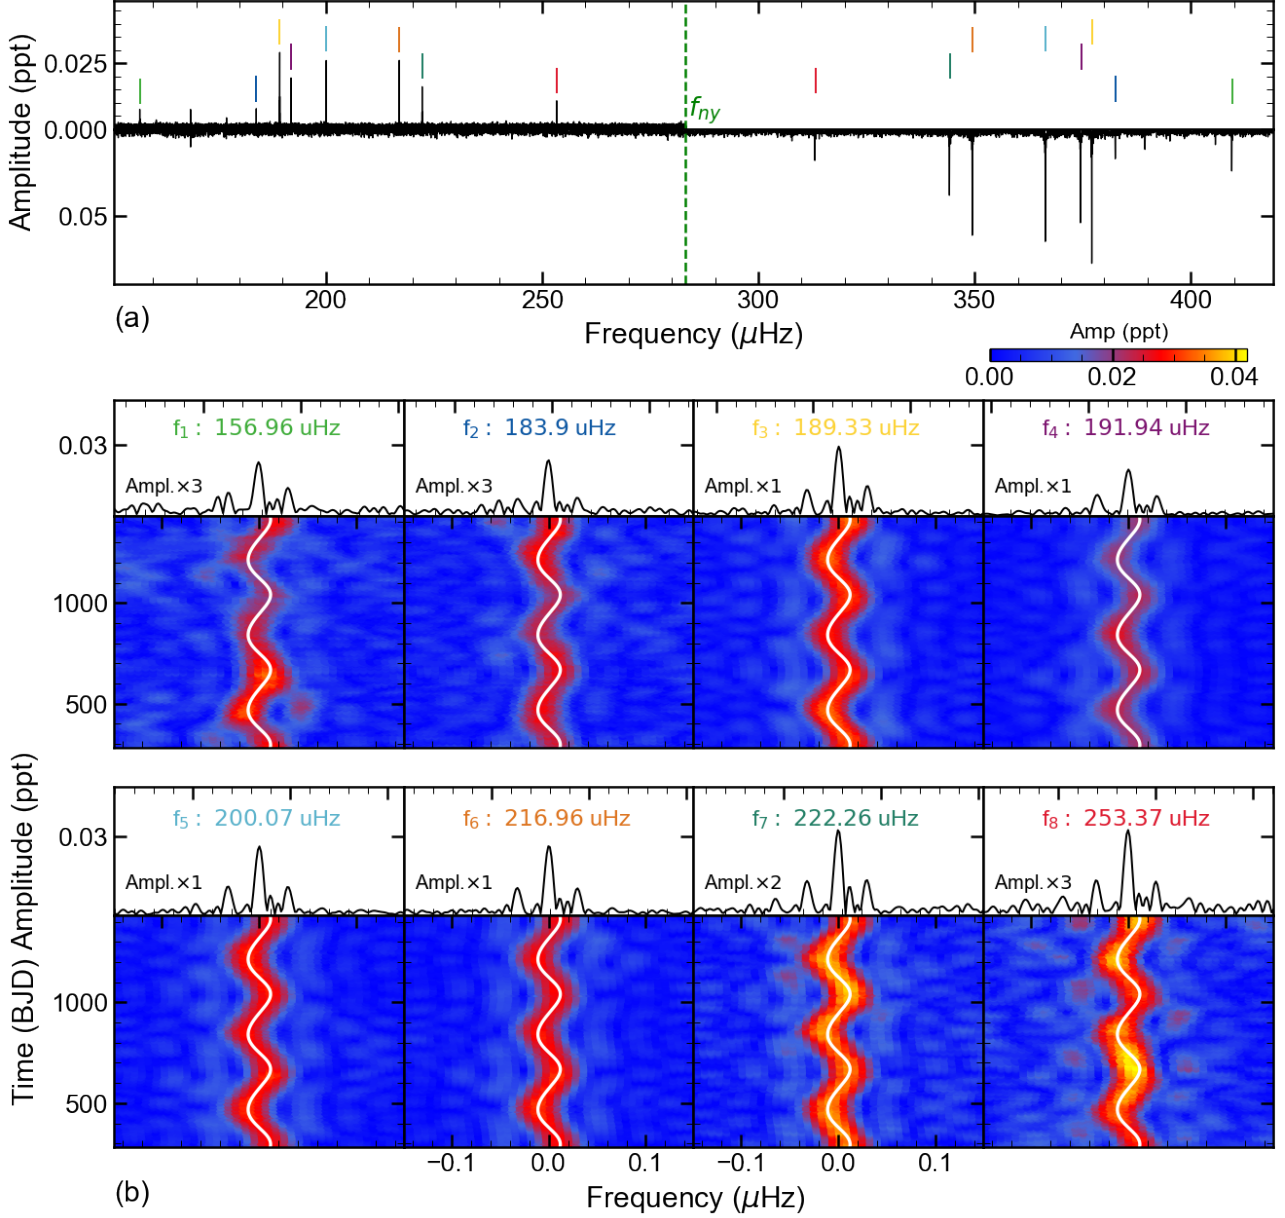 Amplitude (ppt)
0.025
0.000
0.05
f_ny
200 250 300 350 400
(a)
Frequency (μHz)
Amp (ppt)
0.00 0.02 0.04
Time (BJD) Amplitude (ppt)
0.03
f₁ : 156.96 uHz
Ampl.×3
f₂ : 183.9 uHz
Ampl.×3
f₃ : 189.33 uHz
Ampl.×1
f₄ : 191.94 uHz
Ampl.×1
1000
500
0.03
f₅ : 200.07 uHz
Ampl.×1
f₆ : 216.96 uHz
Ampl.×1
f₇ : 222.26 uHz
Ampl.×2
f₈ : 253.37 uHz
Ampl.×3
1000
500
−0.1 0.0 0.1 −0.1 0.0 0.1
(b)
Frequency (μHz)